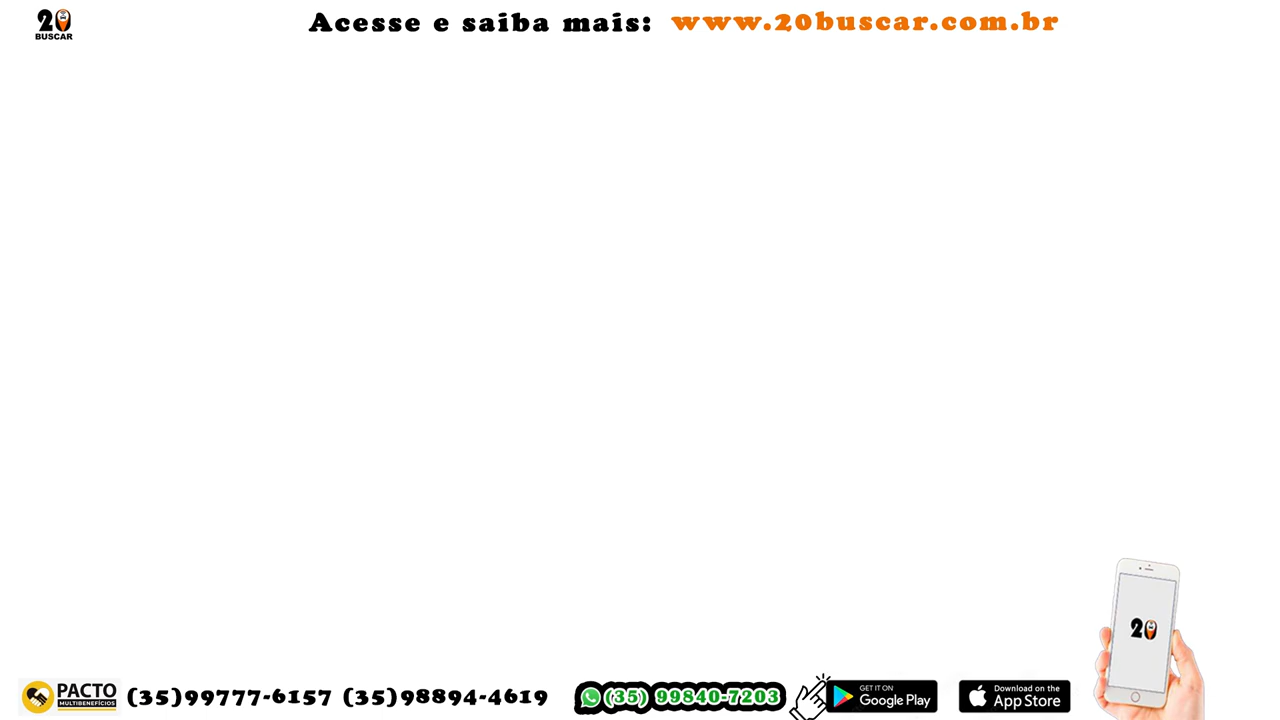 20
BUSCAR
Acesse e saiba mais: www.20buscar.com.br
20
PACTO
MULTIBENEFÍCIOS
(35)99777-6157 (35)98894-4619
(35) 99840-7203
GET IT ON
Google Play
Download on the
App Store